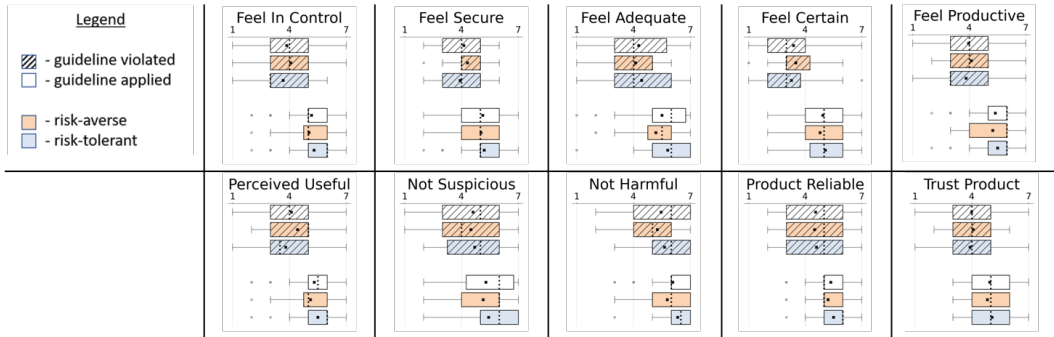 Legend
- guideline violated
- guideline applied
- risk-averse
- risk-tolerant
Feel In Control
1 4 7
Feel Secure
1 4 7
Feel Adequate
1 4 7
Feel Certain
1 4 7
Feel Productive
1 4 7
Perceived Useful
1 4 7
Not Suspicious
1 4 7
Not Harmful
1 4 7
Product Reliable
1 4 7
Trust Product
1 4 7